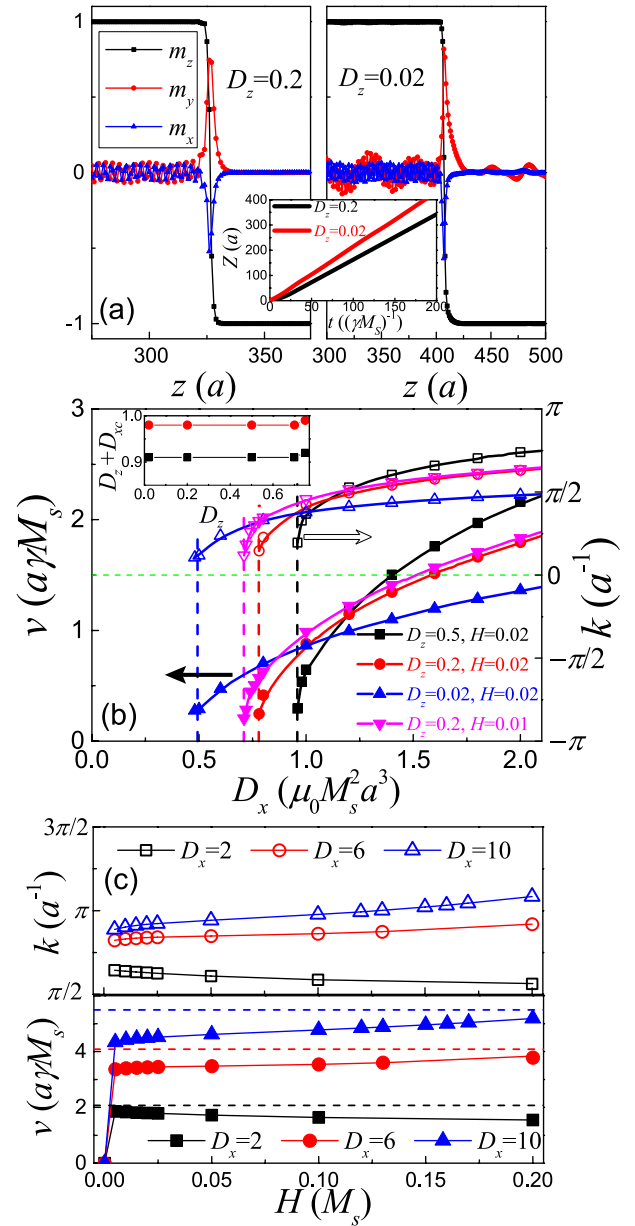 1
0
-1
m_z
m_y
m_x
D_z=0.2
D_z=0.02
400
300
200
100
0
Z (a)
D_z=0.2
D_z=0.02
0 50 100 150 200
t ((γM_s)^-1)
(a)
300 350
300 350 400 450 500
z (a)
z (a)
3
2
1
0
v (aγM_s)
1.0
0.9
D_z+D_xc
0.0 0.2 0.4 0.6
D_z
π
π/2
0
-π/2
-π
k (a^-1)
D_z=0.5, H=0.02
D_z=0.2, H=0.02
D_z=0.02, H=0.02
D_z=0.2, H=0.01
(b)
0.0 0.5 1.0 1.5 2.0
D_x (μ_0M_s^2a^3)
3π/2
π
π/2
k (a^-1)
(c)
D_x=2 D_x=6 D_x=10
6
4
2
0
v (aγM_s)
D_x=2 D_x=6 D_x=10
0.00 0.05 0.10 0.15 0.20
H (M_s)